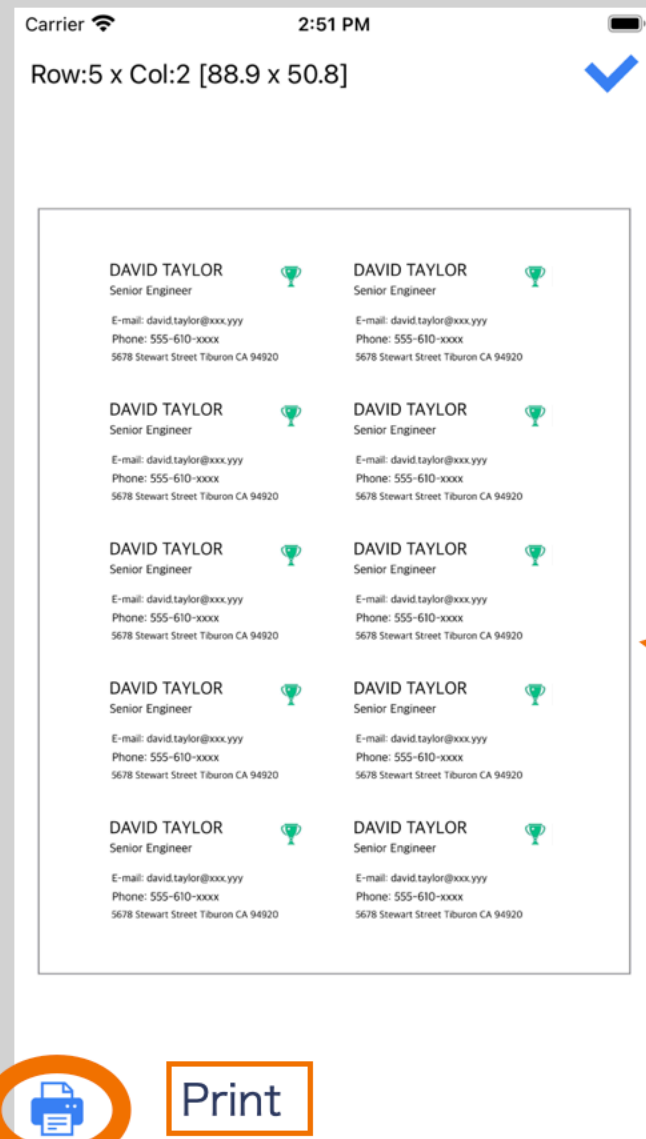 Carrier 2:51 PM
Row:5 x Col:2 [88.9 x 50.8]
DAVID TAYLOR DAVID TAYLOR
Senior Engineer Senior Engineer
E-mail: david.taylor@xxx.yyy E-mail: david.taylor@xxx.yyy
Phone: 555-610-xxxx Phone: 555-610-xxxx
5678 Stewart Street Tiburon CA 94920 5678 Stewart Street Tiburon CA 94920
DAVID TAYLOR DAVID TAYLOR
Senior Engineer Senior Engineer
E-mail: david.taylor@xxx.yyy E-mail: david.taylor@xxx.yyy
Phone: 555-610-xxxx Phone: 555-610-xxxx
5678 Stewart Street Tiburon CA 94920 5678 Stewart Street Tiburon CA 94920
DAVID TAYLOR DAVID TAYLOR
Senior Engineer Senior Engineer
E-mail: david.taylor@xxx.yyy E-mail: david.taylor@xxx.yyy
Phone: 555-610-xxxx Phone: 555-610-xxxx
5678 Stewart Street Tiburon CA 94920 5678 Stewart Street Tiburon CA 94920
DAVID TAYLOR DAVID TAYLOR
Senior Engineer Senior Engineer
E-mail: david.taylor@xxx.yyy E-mail: david.taylor@xxx.yyy
Phone: 555-610-xxxx Phone: 555-610-xxxx
5678 Stewart Street Tiburon CA 94920 5678 Stewart Street Tiburon CA 94920
DAVID TAYLOR DAVID TAYLOR
Senior Engineer Senior Engineer
E-mail: david.taylor@xxx.yyy E-mail: david.taylor@xxx.yyy
Phone: 555-610-xxxx Phone: 555-610-xxxx
5678 Stewart Street Tiburon CA 94920 5678 Stewart Street Tiburon CA 94920
Print